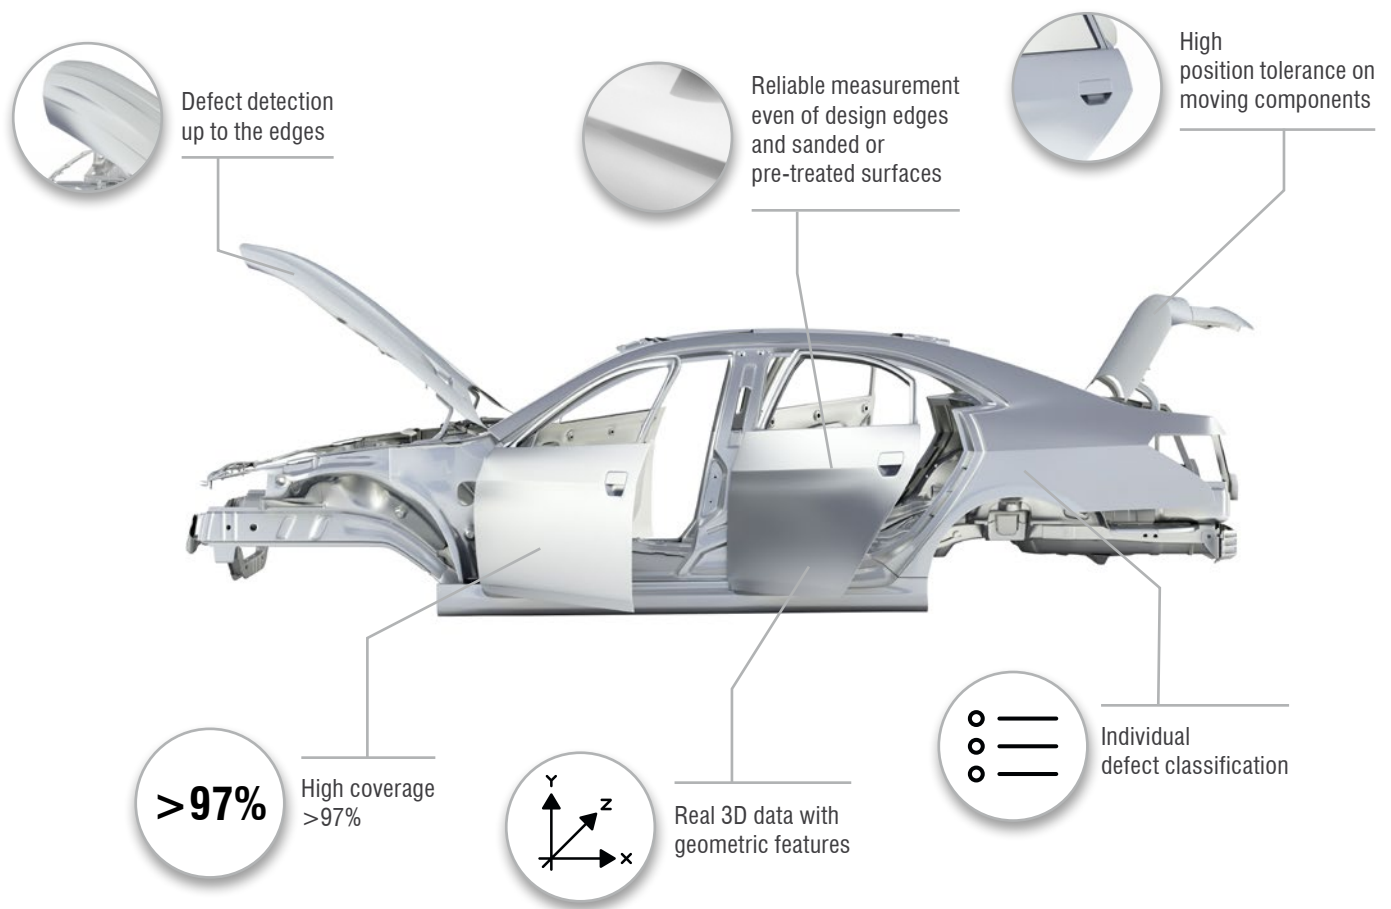 Defect detection
up to the edges
Reliable measurement
even of design edges
and sanded or
pre-treated surfaces
High
position tolerance on
moving components
>97%
High coverage
>97%
Y
Z
X
Real 3D data with
geometric features
Individual
defect classification